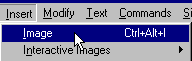 Insert Modify Text Commands
Image Ctrl+Alt+I
Interactive Images